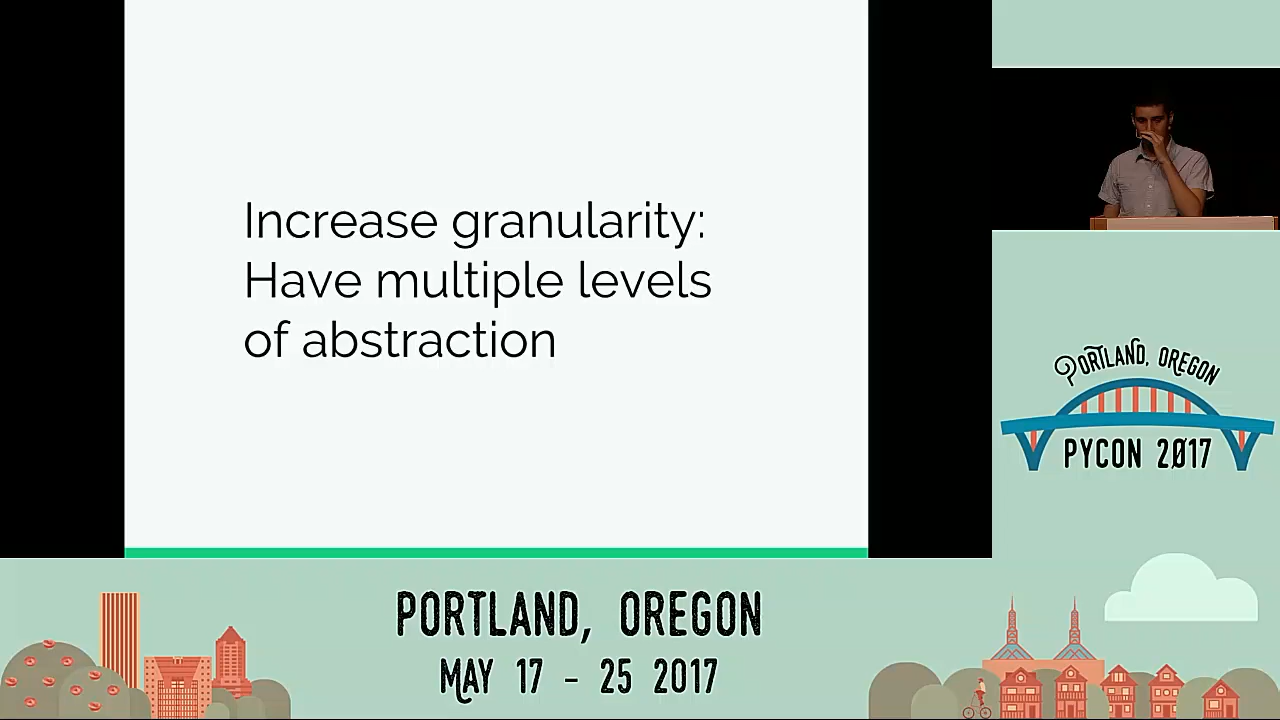 Increase granularity:
Have multiple levels
of abstraction
PORTLAND, OREGON
PYCON 2017
PORTLAND, OREGON
MAY 17 - 25 2017